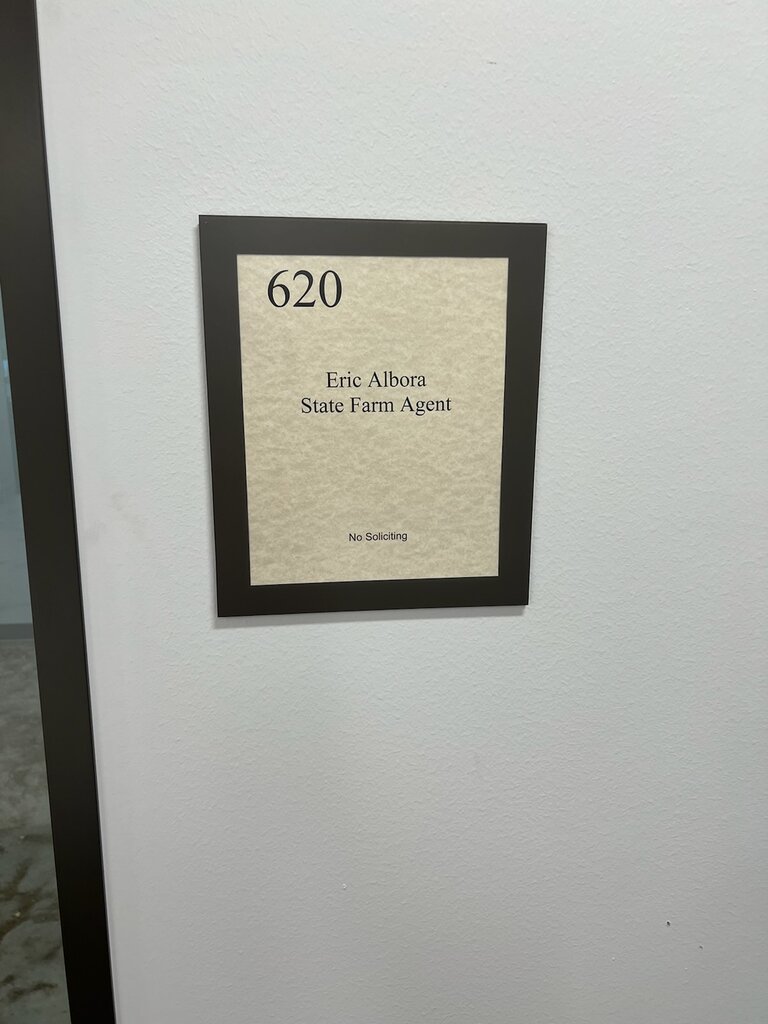 620
Eric Albora
State Farm Agent
No Soliciting